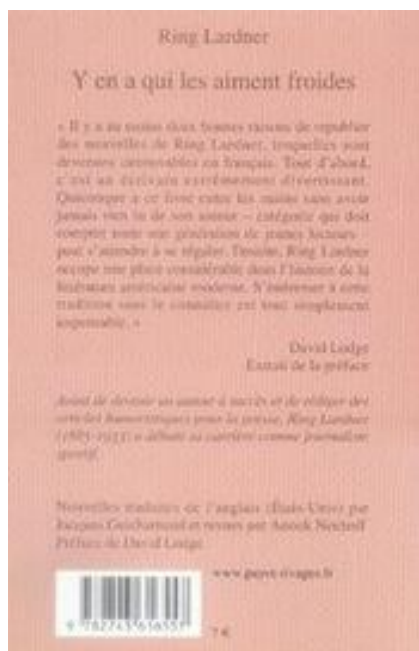 Ring Lardner
Y en a qui les aiment froides
« Il y a au moins deux bonnes raisons de republier
des nouvelles de Ring Lardner, lesquelles sont
devenues introuvables en français. Tout d'abord,
c'est un écrivain extrêmement divertissant.
Quiconque a ce livre entre les mains sans avoir
jamais rien lu de son auteur – catégorie qui doit
compter toute une génération de jeunes lecteurs –
peut s'attendre à se régaler. Ensuite, Ring Lardner
occupe une place considérable dans l'histoire de la
littérature américaine moderne. S'intéresser à cette
tradition sans le connaître est tout simplement
impensable. »
David Lodge
Extrait de la préface
Avant de devenir un auteur à succès et de rédiger des
articles humoristiques pour la presse, Ring Lardner
(1885-1933) a débuté sa carrière comme journaliste
sportif.
Nouvelles traduites de l'anglais (États-Unis) par
Jacques et revues par Anouk Neuhoff
Préface de David Lodge
www.payot-rivages.fr
7 €